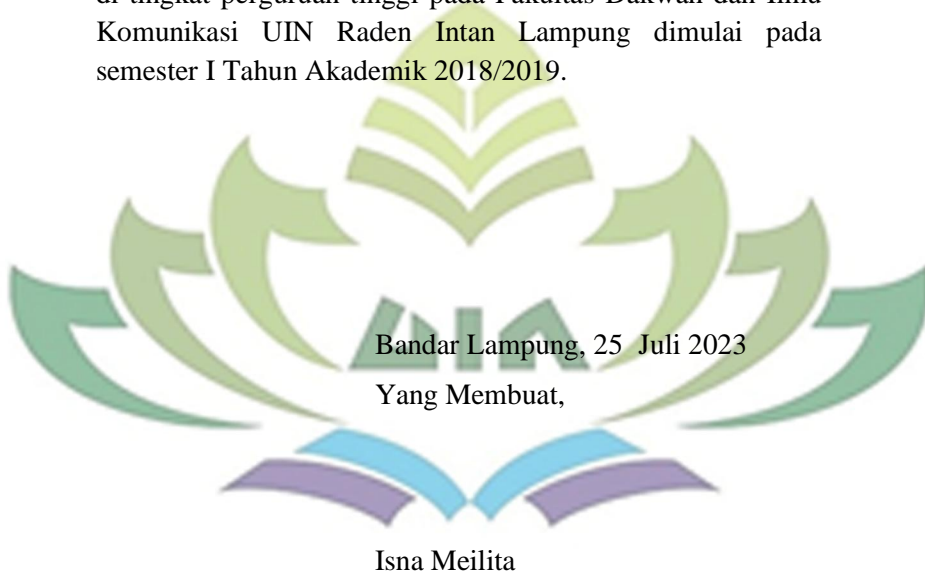 di tingkat perguruan tinggi pada Fakultas Dakwah dan Ilmu
Komunikasi UIN Raden Intan Lampung dimulai pada
semester I Tahun Akademik 2018/2019.
UIN
Bandar Lampung, 25 Juli 2023
Yang Membuat,
Isna Meilita